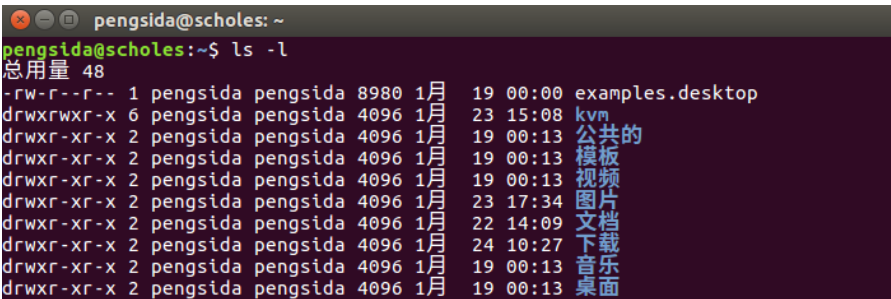 pengsida@scholes: ~
pengsida@scholes:~$ ls -l
总用量 48
-rw-r--r-- 1 pengsida pengsida 8980 1月  19 00:00 examples.desktop
drwxrwxr-x 6 pengsida pengsida 4096 1月  23 15:08 kvm
drwxr-xr-x 2 pengsida pengsida 4096 1月  19 00:13 公共的
drwxr-xr-x 2 pengsida pengsida 4096 1月  19 00:13 模板
drwxr-xr-x 2 pengsida pengsida 4096 1月  19 00:13 视频
drwxr-xr-x 2 pengsida pengsida 4096 1月  23 17:34 图片
drwxr-xr-x 2 pengsida pengsida 4096 1月  22 14:09 文档
drwxr-xr-x 2 pengsida pengsida 4096 1月  24 10:27 下载
drwxr-xr-x 2 pengsida pengsida 4096 1月  19 00:13 音乐
drwxr-xr-x 2 pengsida pengsida 4096 1月  19 00:13 桌面